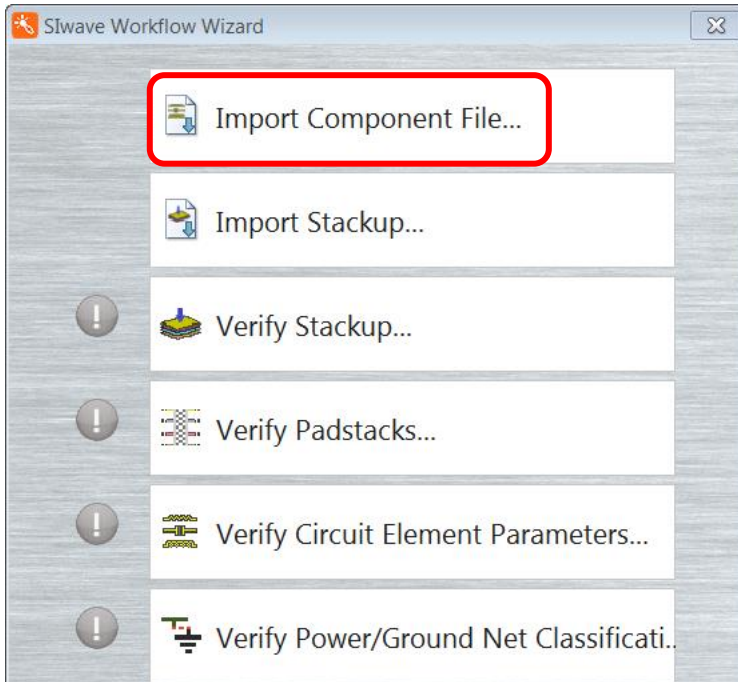 SIwave Workflow Wizard
Import Component File...
Import Stackup...
Verify Stackup...
Verify Padstacks...
Verify Circuit Element Parameters...
Verify Power/Ground Net Classificati..